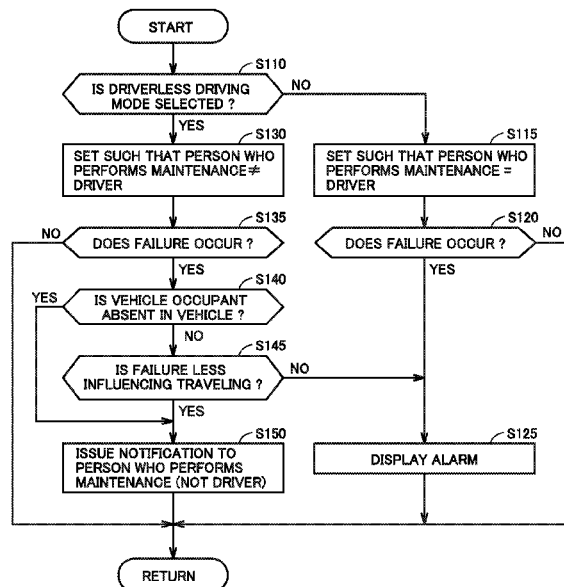 START
S110
IS DRIVERLESS DRIVING
MODE SELECTED ?
NO
YES
S130
SET SUCH THAT PERSON WHO
PERFORMS MAINTENANCE≠
DRIVER
S115
SET SUCH THAT PERSON WHO
PERFORMS MAINTENANCE =
DRIVER
S135
NO
DOES FAILURE OCCUR ?
YES
S120
DOES FAILURE OCCUR ?
NO
YES
S140
YES
IS VEHICLE OCCUPANT
ABSENT IN VEHICLE ?
NO
S145
IS FAILURE LESS
INFLUENCING TRAVELING ?
NO
YES
S150
ISSUE NOTIFICATION TO
PERSON WHO PERFORMS
MAINTENANCE (NOT DRIVER)
S125
DISPLAY ALARM
RETURN